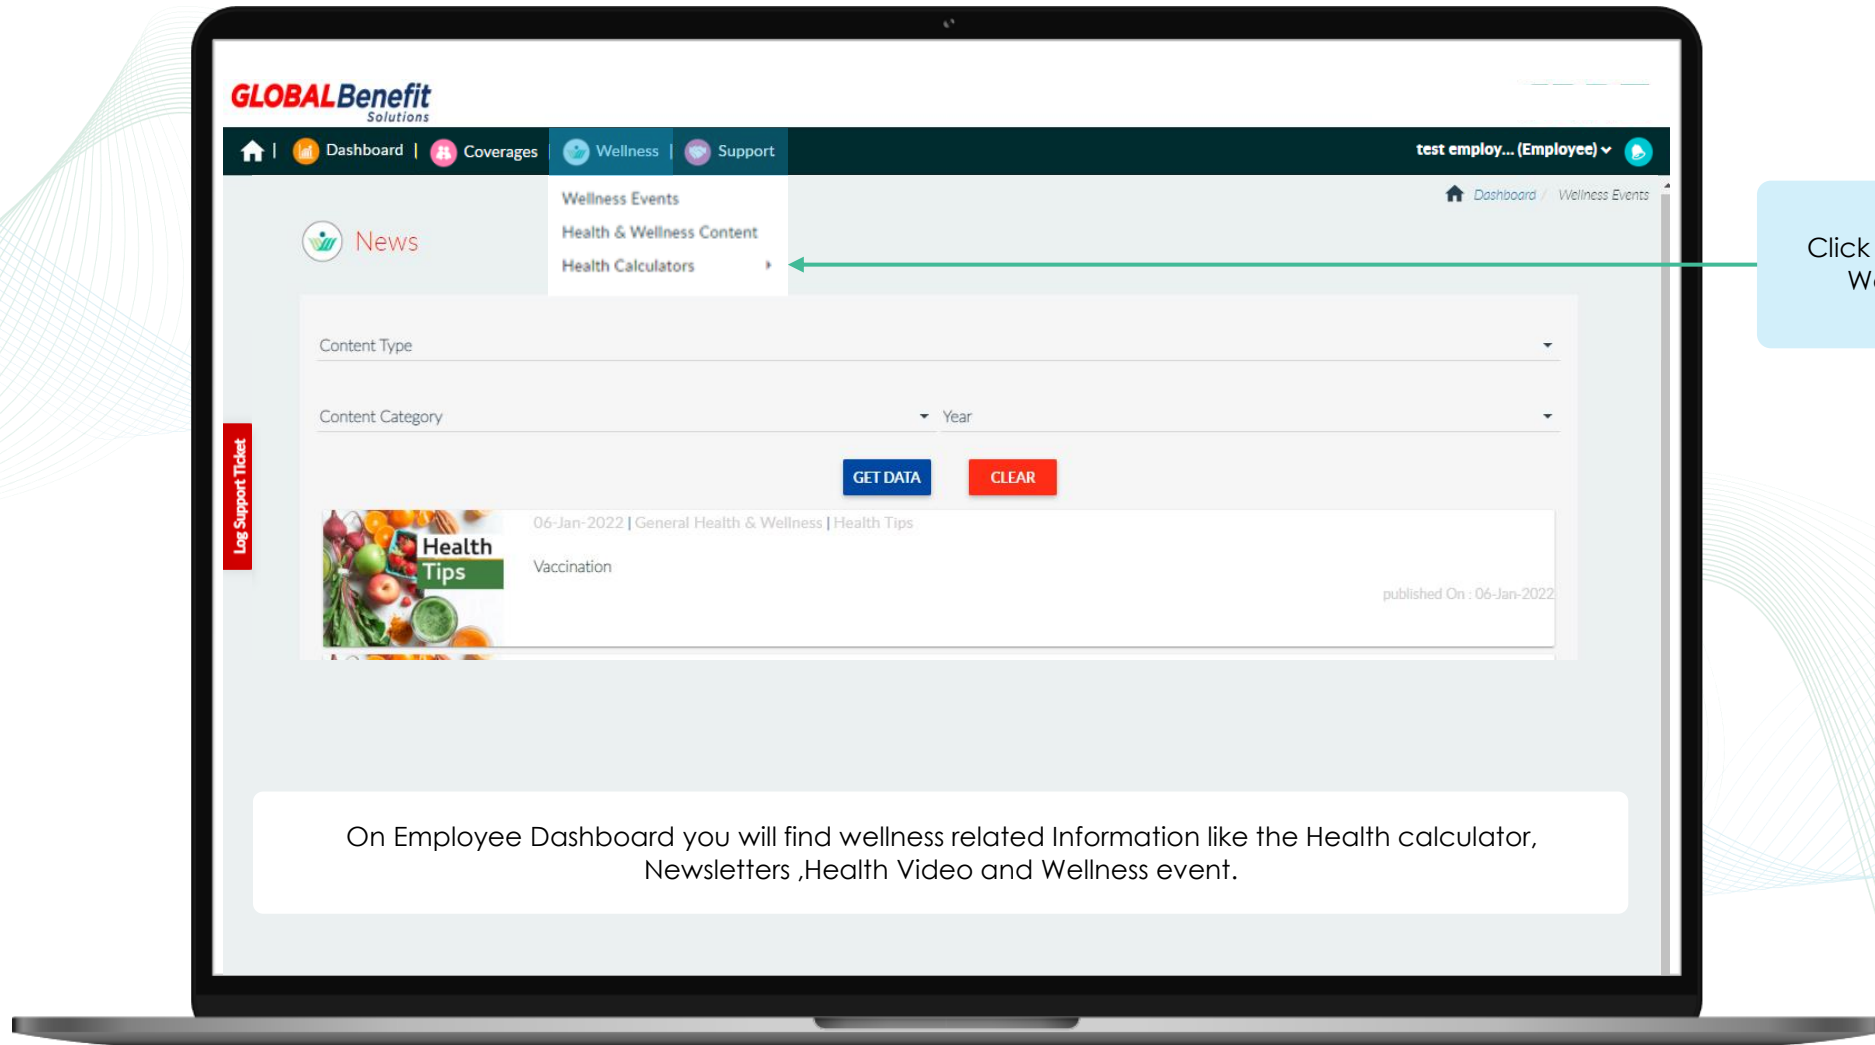 GLOBALBenefit
Solutions
| Dashboard | Coverages | Wellness | Support
test employ... (Employee)
Dashboard / Wellness Events
Wellness Events
Health & Wellness Content
Health Calculators
News
Click
Content Type
Content Category
Year
Log Support Ticket
GET DATA
CLEAR
06-Jan-2022 | General Health & Wellness | Health Tips
Health
Tips
Vaccination
published On : 06-Jan-2022
On Employee Dashboard you will find wellness related Information like the Health calculator,
Newsletters ,Health Video and Wellness event.